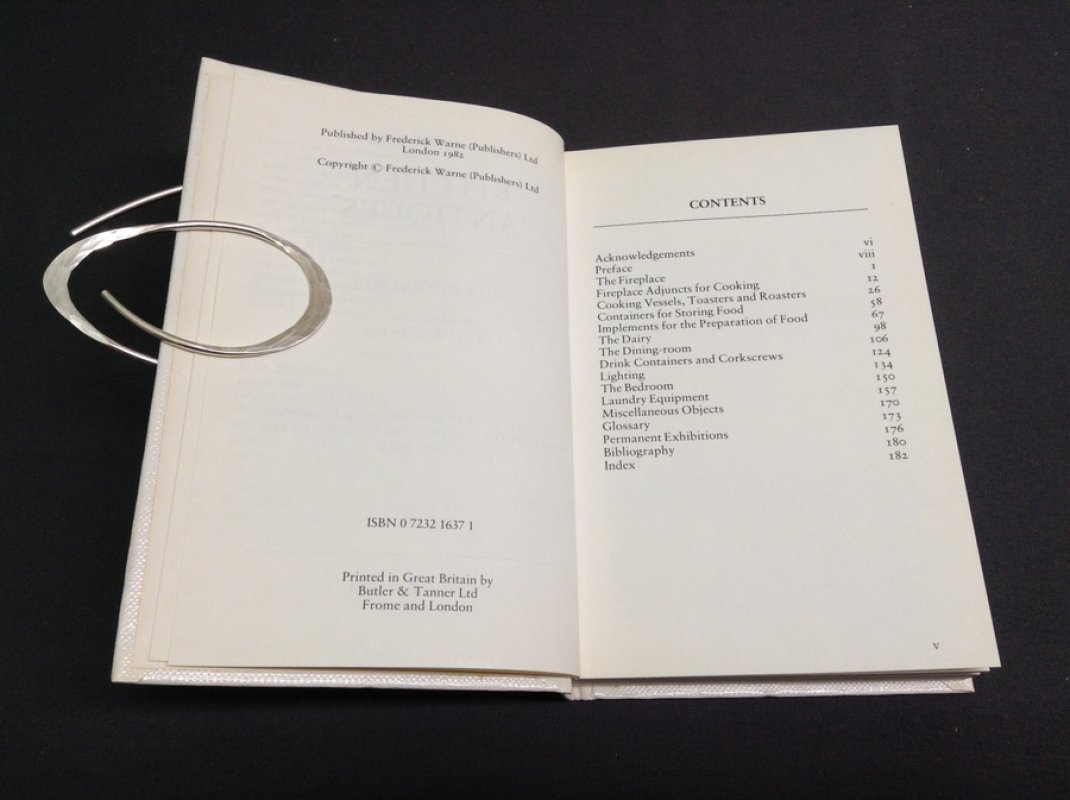 Published by Frederick Warne (Publishers) Ltd
London 1982
Copyright © Frederick Warne (Publishers) Ltd
ISBN 0 7232 1637 1
Printed in Great Britain by
Butler & Tanner Ltd
Frome and London
CONTENTS
Acknowledgements vi
Preface viii
The Fireplace 1
Fireplace Adjuncts for Cooking 12
Cooking Vessels, Toasters and Roasters 26
Containers for Storing Food 58
Implements for the Preparation of Food 67
The Dairy 98
The Dining-room 106
Drink Containers and Corkscrews 124
Lighting 134
The Bedroom 150
Laundry Equipment 157
Miscellaneous Objects 170
Glossary 173
Permanent Exhibitions 176
Bibliography 180
Index 182
v